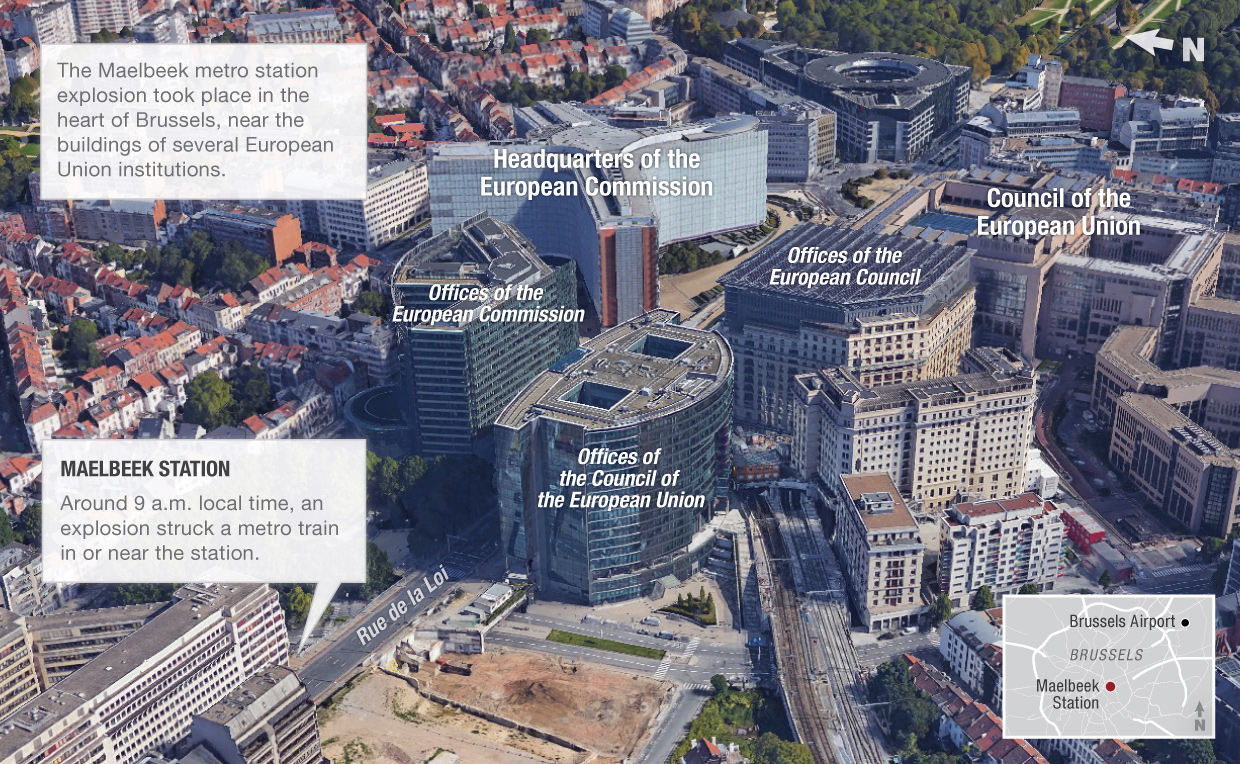 The Maelbeek metro station
explosion took place in the
heart of Brussels, near the
buildings of several European
Union institutions.
N
Headquarters of the
European Commission
Council of the
European Union
Offices of the
European Council
Offices of the
European Commission
Offices of
the Council of
the European Union
MAELBEEK STATION
Around 9 a.m. local time, an
explosion struck a metro train
in or near the station.
Rue de la Loi
Brussels Airport
BRUSSELS
Maelbeek
Station
N